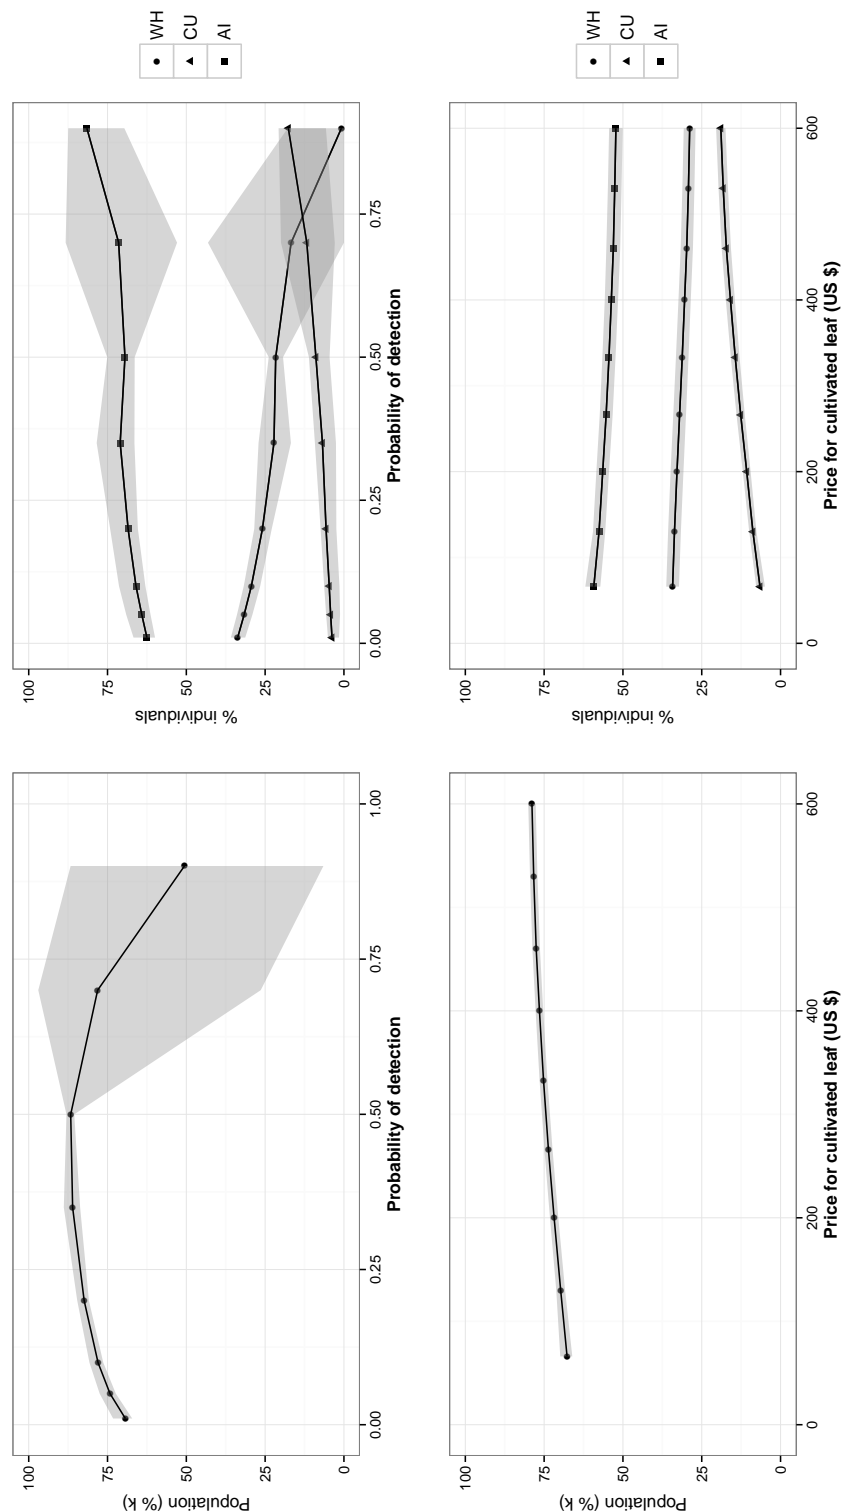 Population (% k)
100
75
50
25
0
0.00
0.25
0.50
0.75
1.00
Probability of detection
% individuals
100
75
50
25
0
0.00
0.25
0.50
0.75
Probability of detection
WH
CU
AI
Population (% k)
100
75
50
25
0
0
200
400
600
Price for cultivated leaf (US $)
% individuals
100
75
50
25
0
0
200
400
600
Price for cultivated leaf (US $)
WH
CU
AI